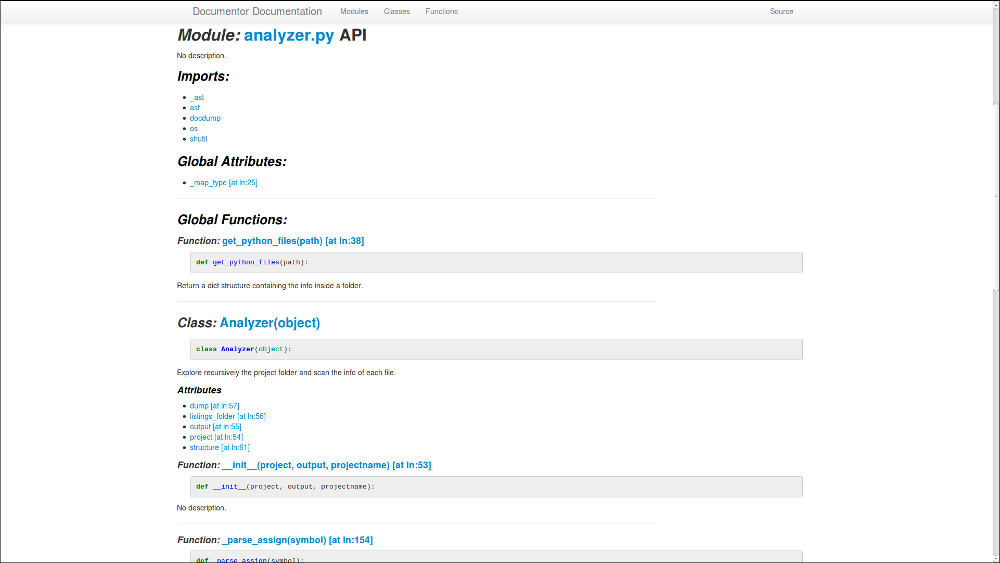 Documentor Documentation Modules Classes Functions Source
Module: analyzer.py API
No description.
Imports:
_ast
ast
docdump
os
shutil
Global Attributes:
_map_type [at ln:25]
Global Functions:
Function: get_python_files(path) [at ln:38]
def get_python_files(path):
Return a dict structure containing the info inside a folder.
Class: Analyzer(object)
class Analyzer(object):
Explore recursively the project folder and scan the info of each file.
Attributes
dump [at ln:57]
listings_folder [at ln:56]
output [at ln:55]
project [at ln:54]
structure [at ln:61]
Function: __init__(project, output, projectname) [at ln:53]
def __init__(project, output, projectname):
No description.
Function: _parse_assign(symbol) [at ln:154]
def _parse_assign(symbol):